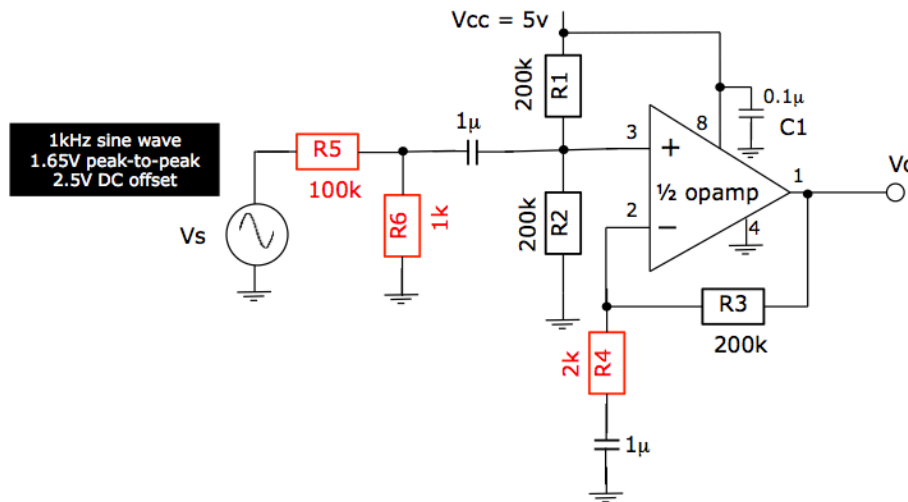 Vcc = 5v
200k
R1
0.1μ
C1
8
1kHz sine wave
1.65V peak-to-peak
2.5V DC offset
R5
100k
1μ
3
+
1
½ opamp
2
−
4
Vs
R6
1k
200k
R2
R3
200k
2k
R4
1μ